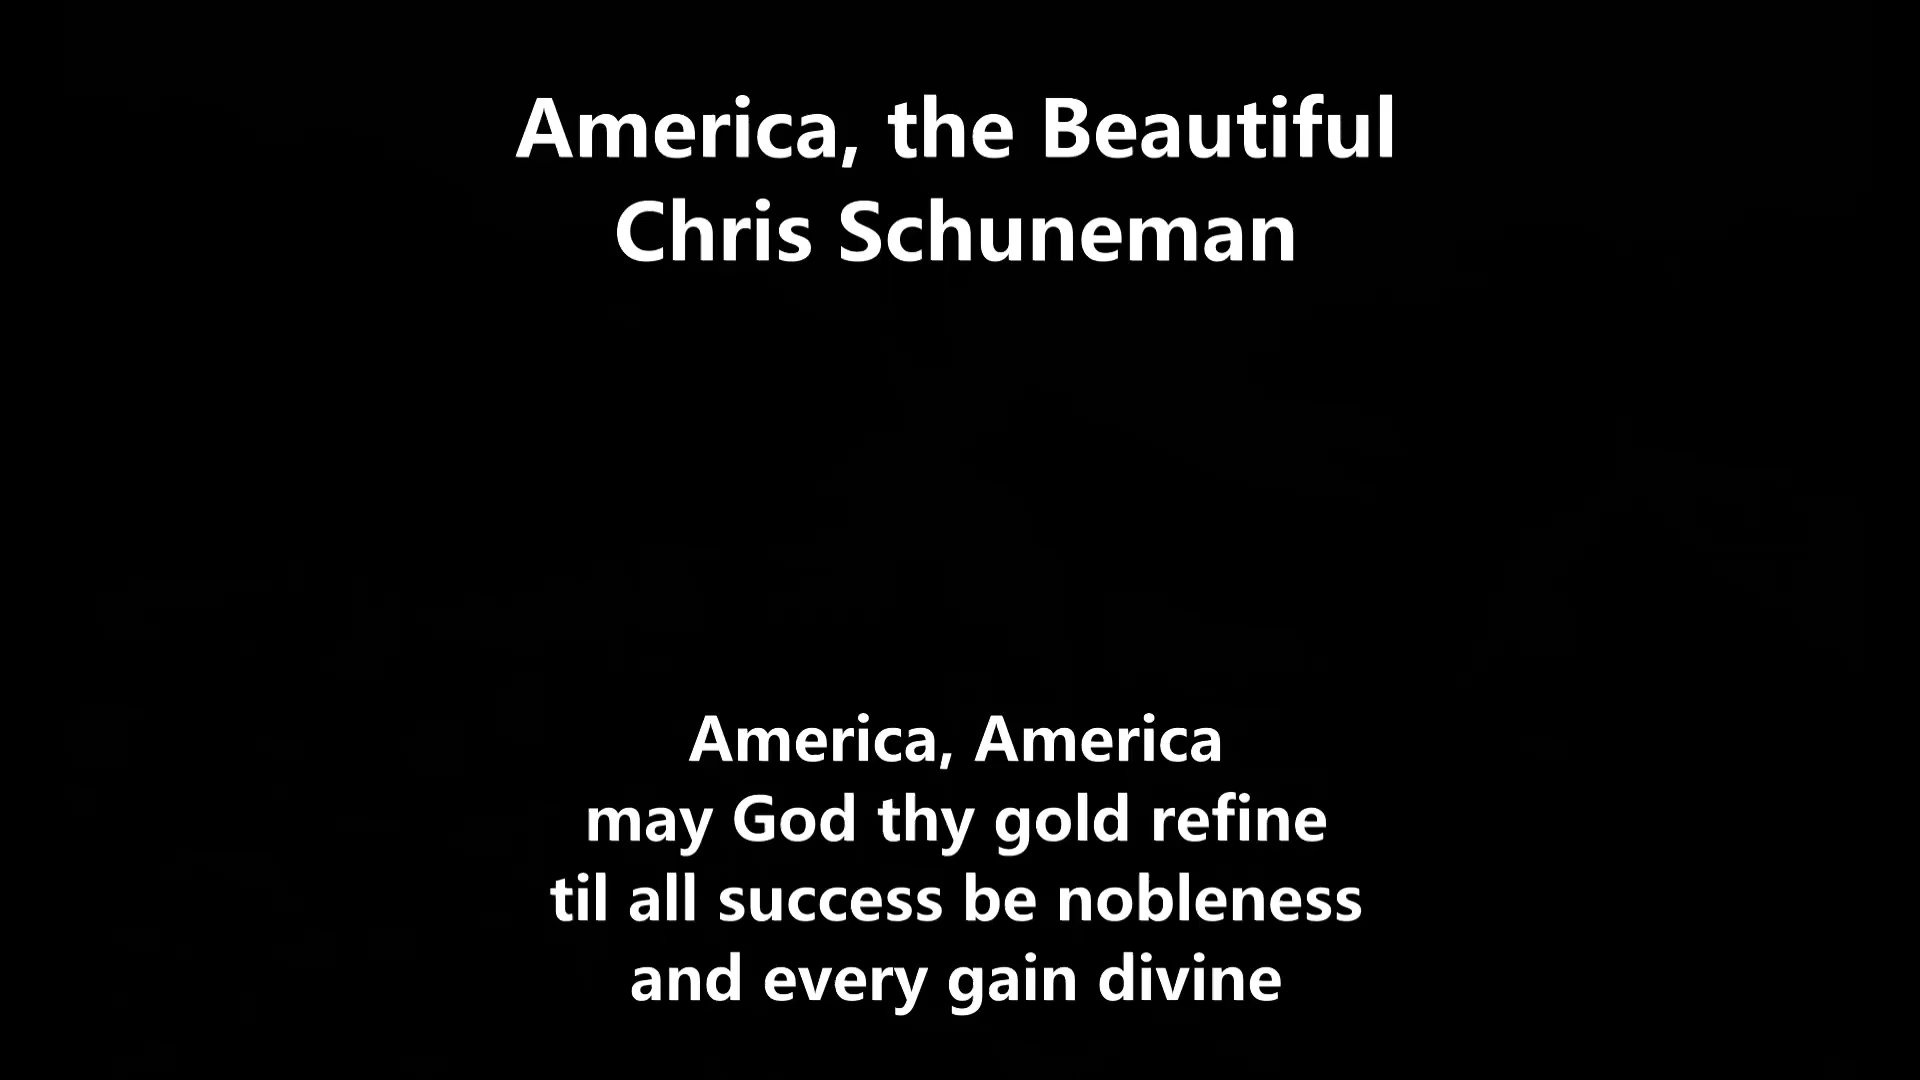 America, the Beautiful
Chris Schuneman
America, America
may God thy gold refine
til all success be nobleness
and every gain divine